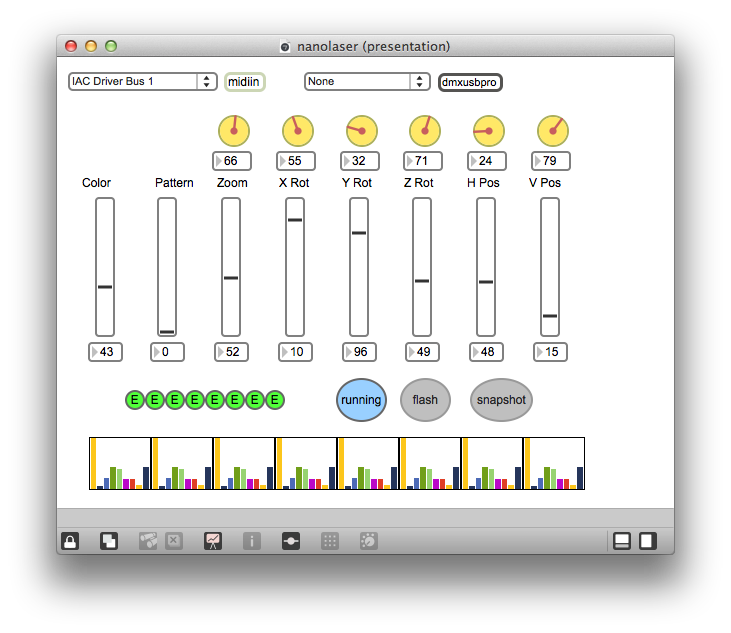 nanolaser (presentation)
IAC Driver Bus 1 midiin None dmxusbpro
66 55 32 71 24 79
Color Pattern Zoom X Rot Y Rot Z Rot H Pos V Pos
43 0 52 10 96 49 48 15
E E E E E E E E running flash snapshot